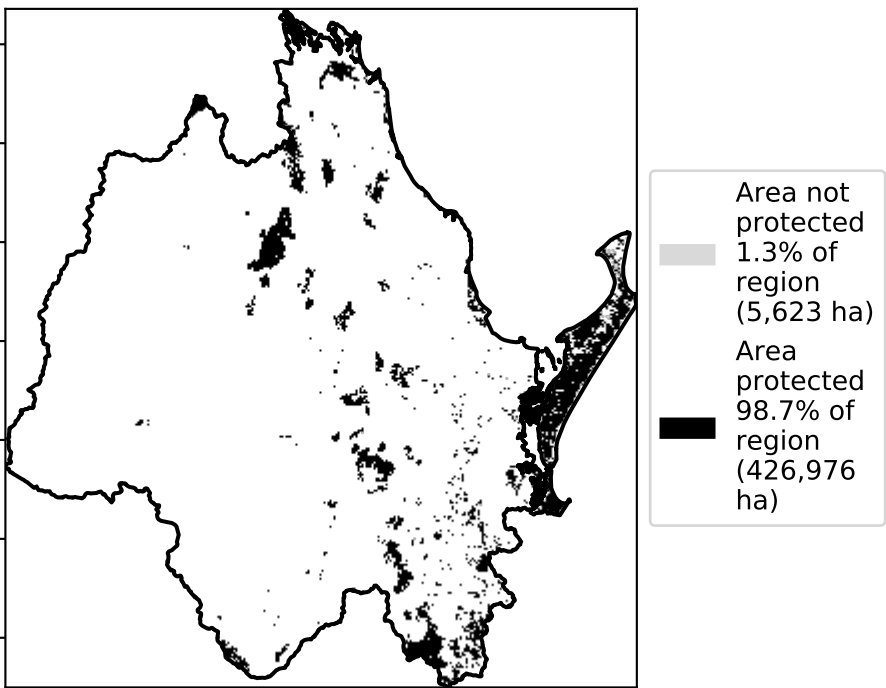 Area not
protected
1.3% of
region
(5,623 ha)
Area
protected
98.7% of
region
(426,976
ha)